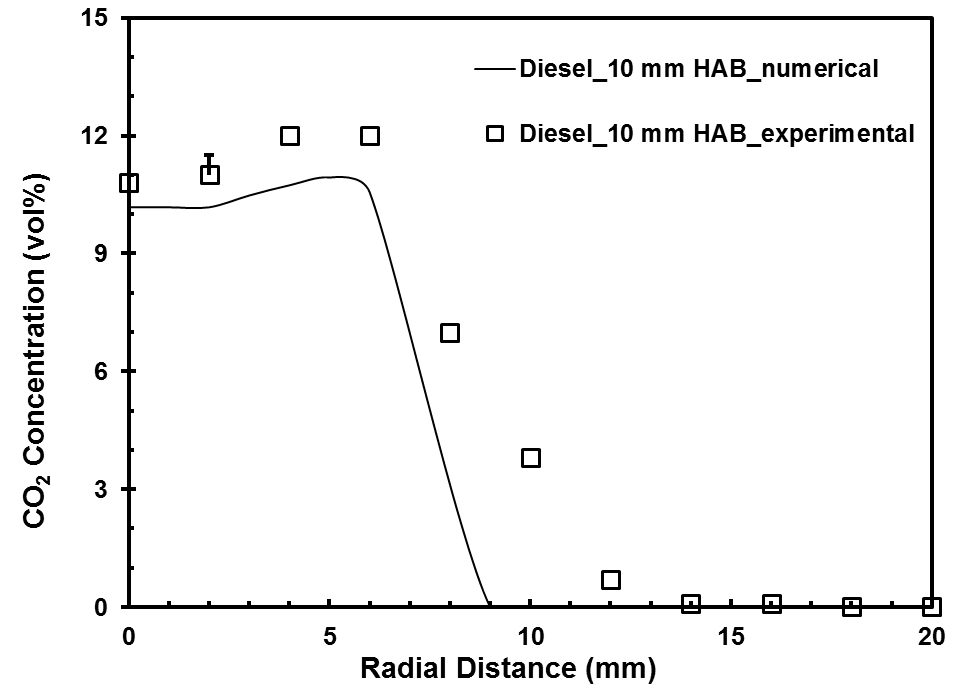 15
12
9
6
3
0
CO₂ Concentration (vol%)
Diesel_10 mm HAB_numerical
Diesel_10 mm HAB_experimental
0 5 10 15 20
Radial Distance (mm)